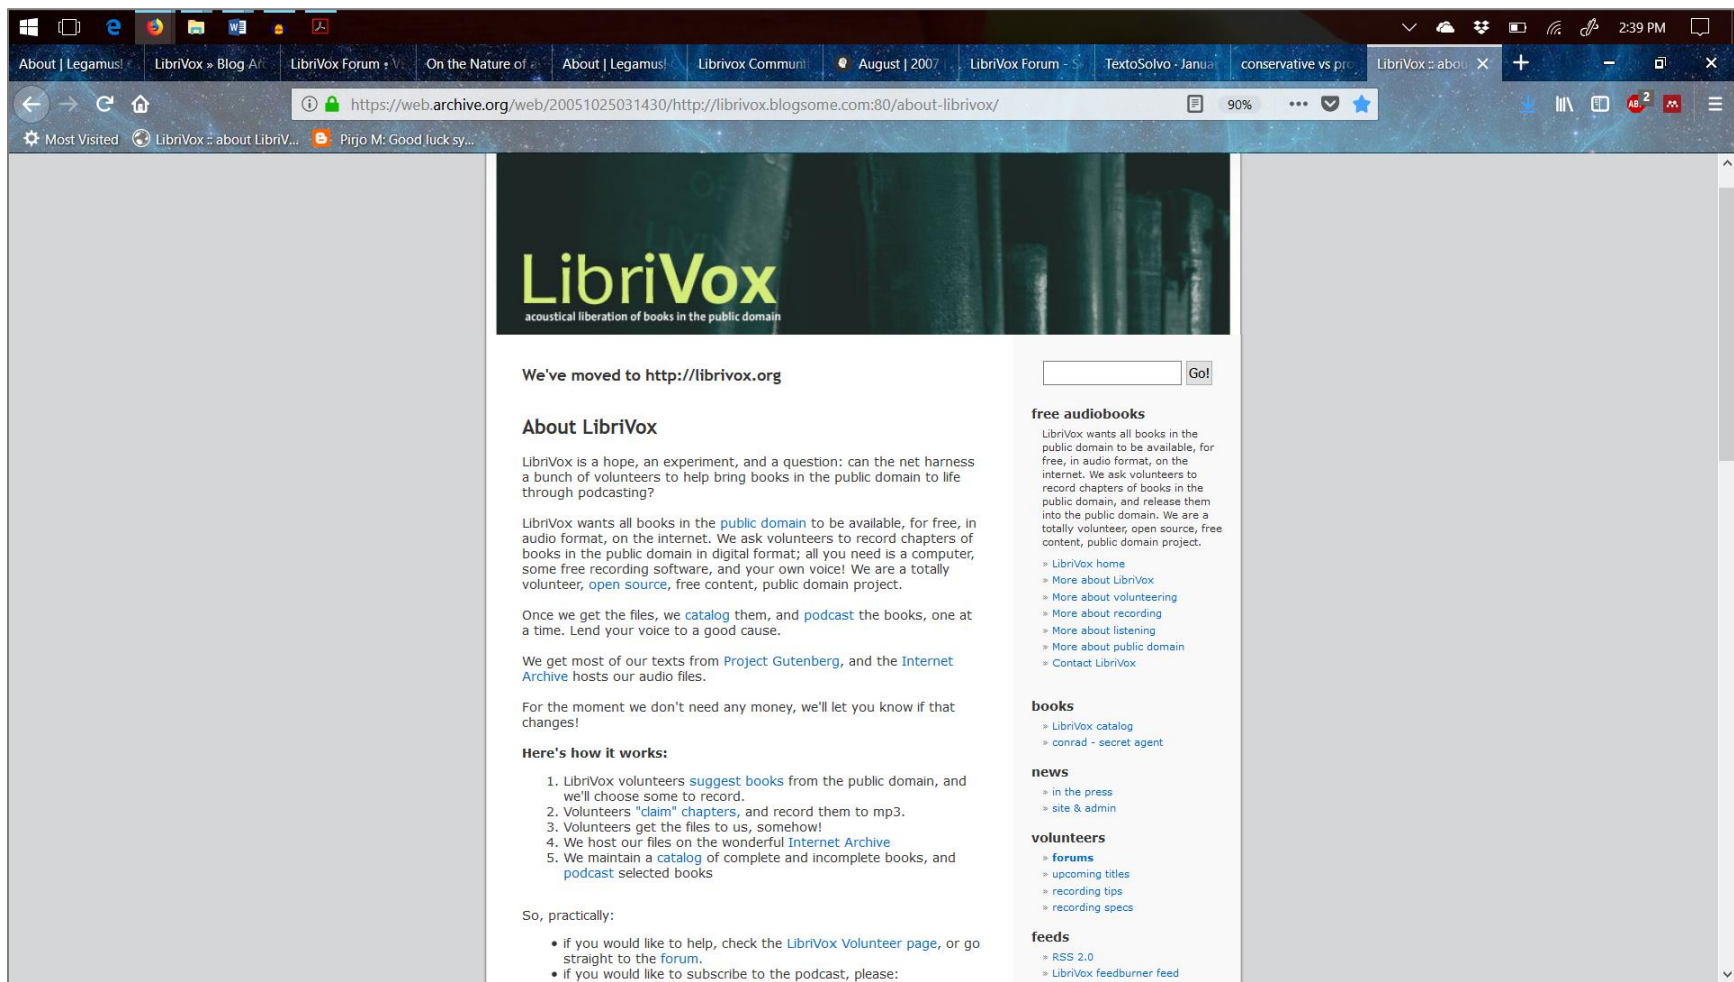 2:39 PM
About | Legamus!
LibriVox » Blog Ar
LibriVox Forum •
On the Nature of
About | Legamus!
Librivox Communi
August | 2007
LibriVox Forum - S
TextoSolvo - Janua
conservative vs pro
LibriVox :: abou
https://web.archive.org/web/20051025031430/http://librivox.blogsome.com:80/about-librivox/
90%
2
Most Visited
LibriVox :: about LibriV...
Pirjo M: Good luck sy...
LibriVox
acoustical liberation of books in the public domain
We've moved to http://librivox.org
About LibriVox
LibriVox is a hope, an experiment, and a question: can the net harness
a bunch of volunteers to help bring books in the public domain to life
through podcasting?
LibriVox wants all books in the public domain to be available, for free, in
audio format, on the internet. We ask volunteers to record chapters of
books in the public domain in digital format; all you need is a computer,
some free recording software, and your own voice! We are a totally
volunteer, open source, free content, public domain project.
Once we get the files, we catalog them, and podcast the books, one at
a time. Lend your voice to a good cause.
We get most of our texts from Project Gutenberg, and the Internet
Archive hosts our audio files.
For the moment we don't need any money, we'll let you know if that
changes!
Here's how it works:
1. LibriVox volunteers suggest books from the public domain, and
we'll choose some to record.
2. Volunteers "claim" chapters, and record them to mp3.
3. Volunteers get the files to us, somehow!
4. We host our files on the wonderful Internet Archive
5. We maintain a catalog of complete and incomplete books, and
podcast selected books
So, practically:
• if you would like to help, check the LibriVox Volunteer page, or go
straight to the forum.
• if you would like to subscribe to the podcast, please:
Go!
free audiobooks
LibriVox wants all books in the
public domain to be available, for
free, in audio format, on the
internet. We ask volunteers to
record chapters of books in the
public domain, and release them
into the public domain. We are a
totally volunteer, open source, free
content, public domain project.
» LibriVox home
» More about LibriVox
» More about volunteering
» More about recording
» More about listening
» More about public domain
» Contact LibriVox
books
» LibriVox catalog
» conrad - secret agent
news
» in the press
» site & admin
volunteers
» forums
» upcoming titles
» recording tips
» recording specs
feeds
» RSS 2.0
» LibriVox feedburner feed